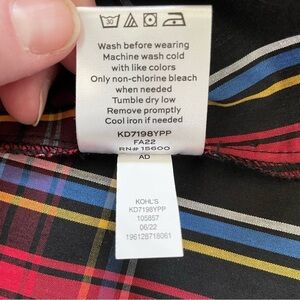 30
Wash before wearing
Machine wash cold
with like colors
Only non-chlorine bleach
when needed
Tumble dry low
Remove promptly
Cool iron if needed
KD7198YPP
FA22
RN# 15600
AD
KOHL'S
KD7198YPP
105857
06/22
196128718061